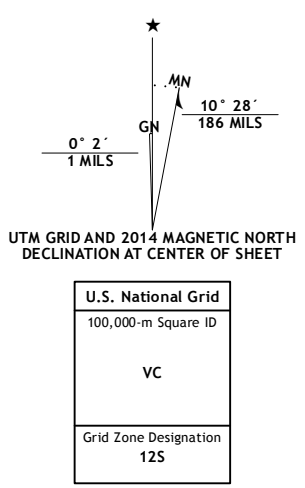 ★
MN
GN
10° 28´
186 MILS
0° 2´
1 MILS
UTM GRID AND 2014 MAGNETIC NORTH
DECLINATION AT CENTER OF SHEET
U.S. National Grid
100,000-m Square ID
VC
Grid Zone Designation
12S